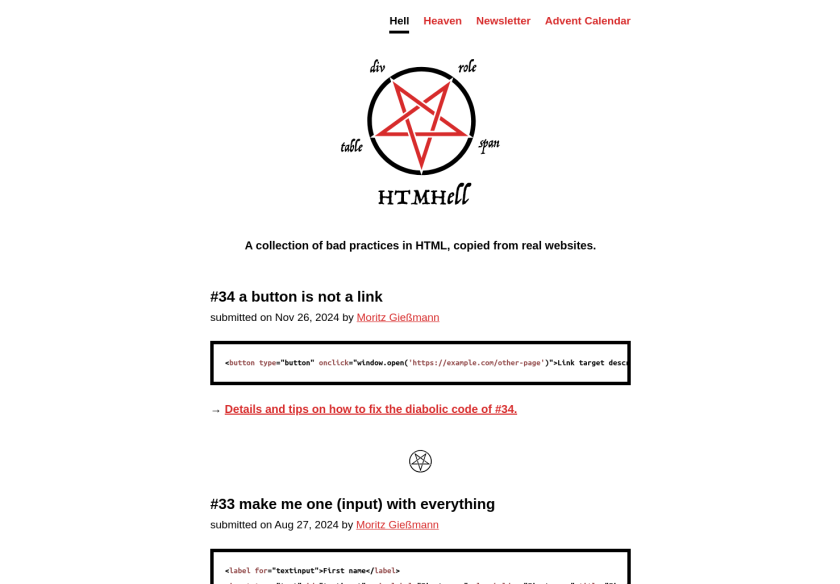 Hell Heaven Newsletter Advent Calendar
div role
table span
HTMHell
A collection of bad practices in HTML, copied from real websites.
#34 a button is not a link
submitted on Nov 26, 2024 by Moritz Gießmann
<button type="button" onclick="window.open('https://example.com/other-page')">Link target descr
→ Details and tips on how to fix the diabolic code of #34.
#33 make me one (input) with everything
submitted on Aug 27, 2024 by Moritz Gießmann
<label for="textinput">First name</label>